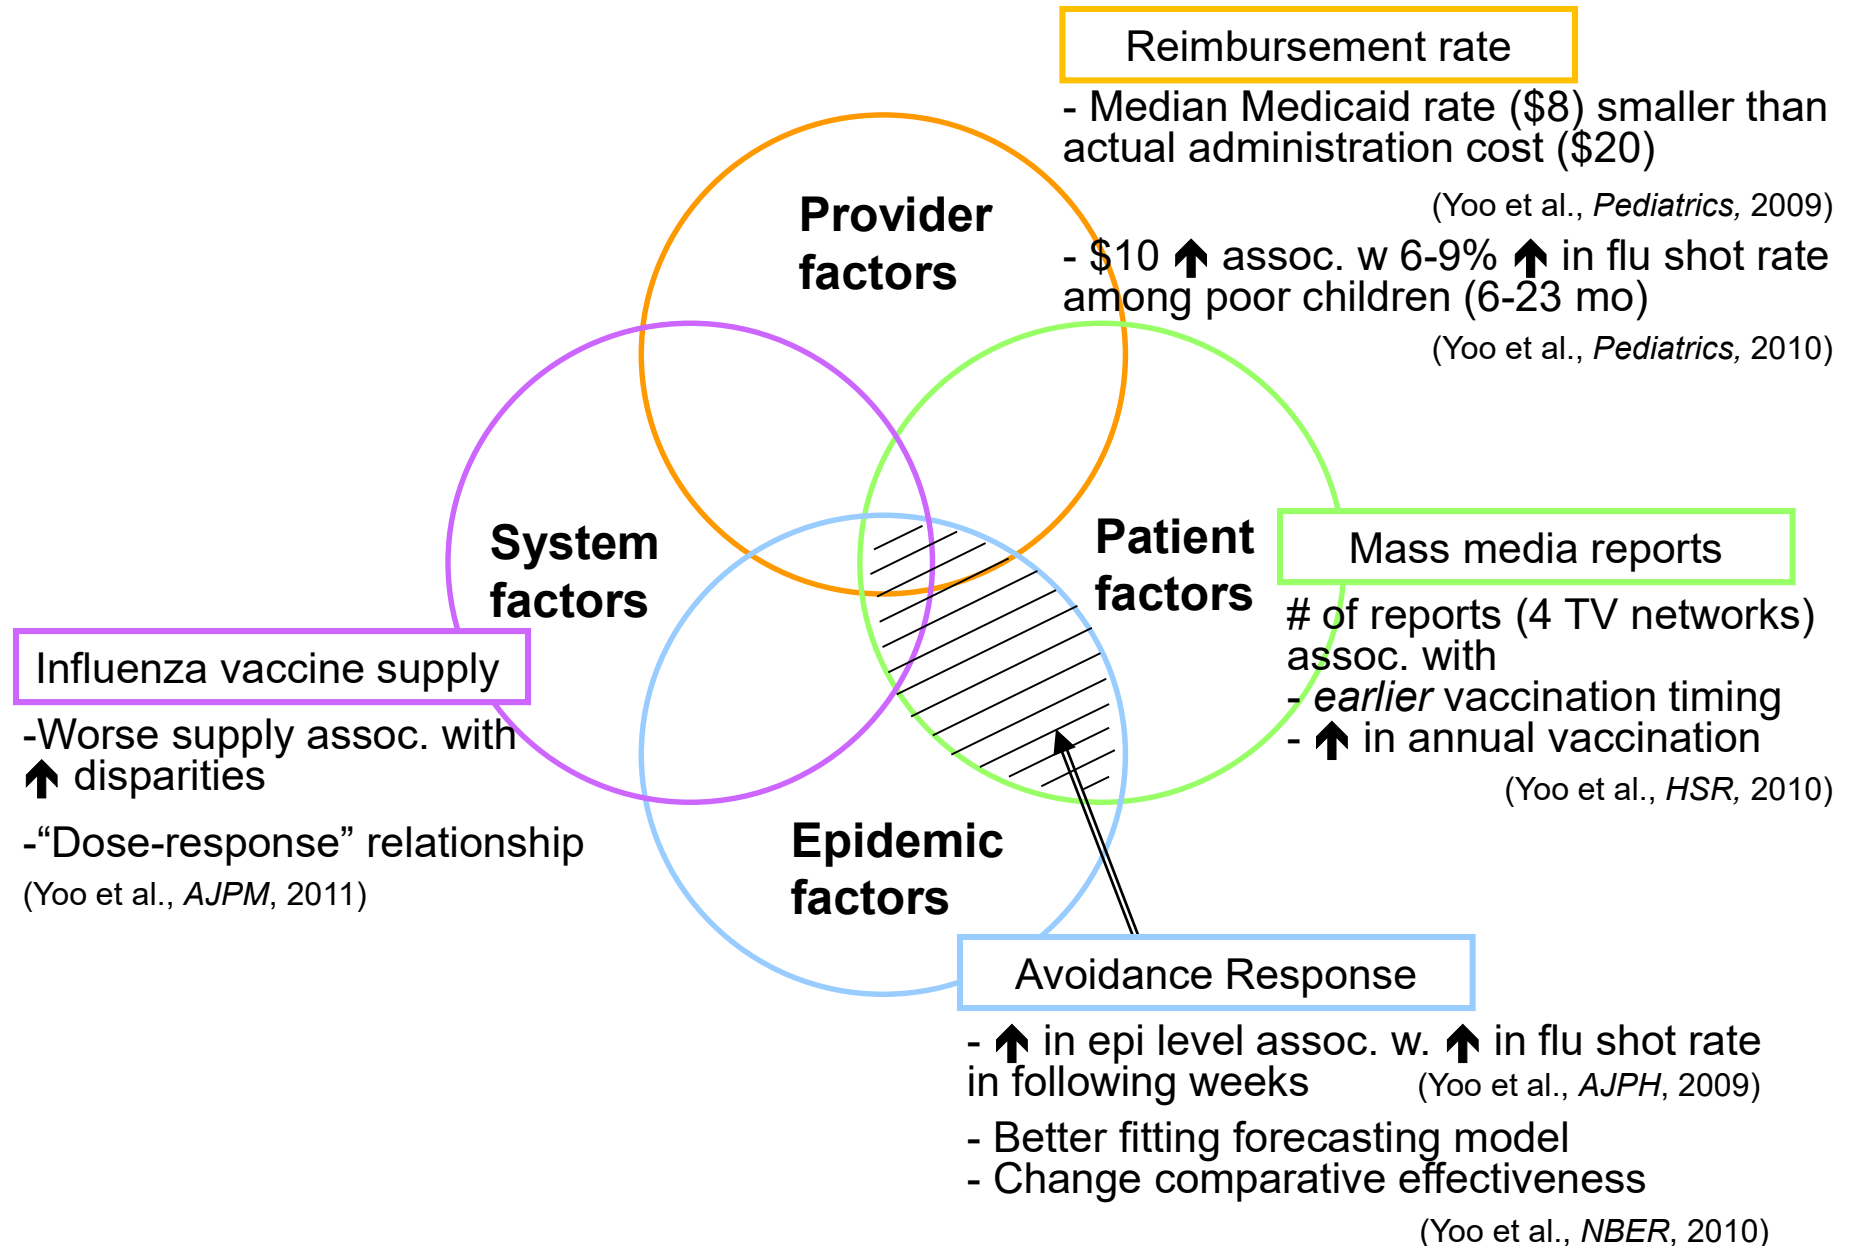 Reimbursement rate
- Median Medicaid rate ($8) smaller than
actual administration cost ($20)
(Yoo et al., Pediatrics, 2009)
- $10 ↑ assoc. w 6-9% ↑ in flu shot rate
among poor children (6-23 mo)
(Yoo et al., Pediatrics, 2010)
Provider
factors
System
factors
Patient
factors
Mass media reports
# of reports (4 TV networks)
assoc. with
- earlier vaccination timing
- ↑ in annual vaccination
(Yoo et al., HSR, 2010)
Influenza vaccine supply
-Worse supply assoc. with
↑ disparities
-“Dose-response” relationship
(Yoo et al., AJPM, 2011)
Epidemic
factors
Avoidance Response
- ↑ in epi level assoc. w. ↑ in flu shot rate
in following weeks (Yoo et al., AJPH, 2009)
- Better fitting forecasting model
- Change comparative effectiveness
(Yoo et al., NBER, 2010)